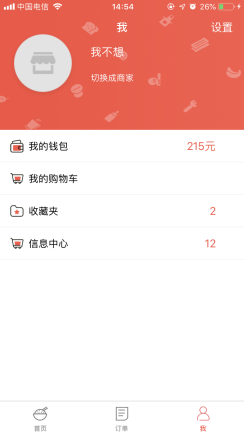 中国电信 1:54 26%
我 设置
我不想
切换成商家
我的钱包 215元
我的购物车
收藏夹 2
信息中心 12
首页 订单 我